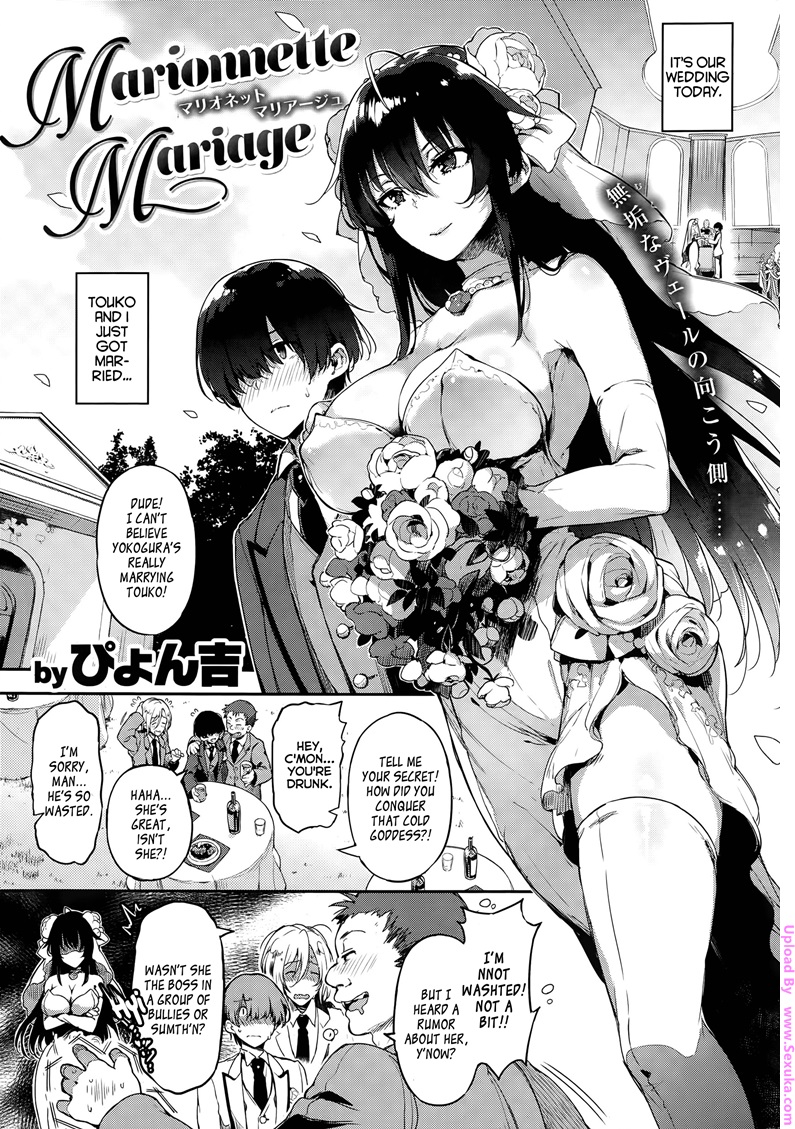 Marionnette
マリオネット
マリアージュ
Mariage
IT'S OUR
WEDDING
TODAY.
無垢なヴェールの向こう側……
むく
TOUKO
AND I
JUST
GOT
MAR-
RIED...
DUDE!
I CAN'T
BELIEVE
YOKOGURA'S
REALLY
MARRYING
TOUKO!
by ぴょん吉
TELL ME
YOUR SECRET!
HOW DID YOU
CONQUER
THAT COLD
GODDESS?!
HEY,
C'MON...
YOU'RE
DRUNK.
HAHA...
SHE'S
GREAT,
ISN'T
SHE?!
I'M
SORRY,
MAN...
HE'S SO
WASTED.
I'M
NNOT
WASHTED!
NOT A
BIT!!
BUT I
HEARD A
RUMOR
ABOUT HER,
Y'NOW?
WASN'T SHE
THE BOSS IN
A GROUP OF
BULLIES OR
SUMTH'N?
Upload By www.Sexuka.com